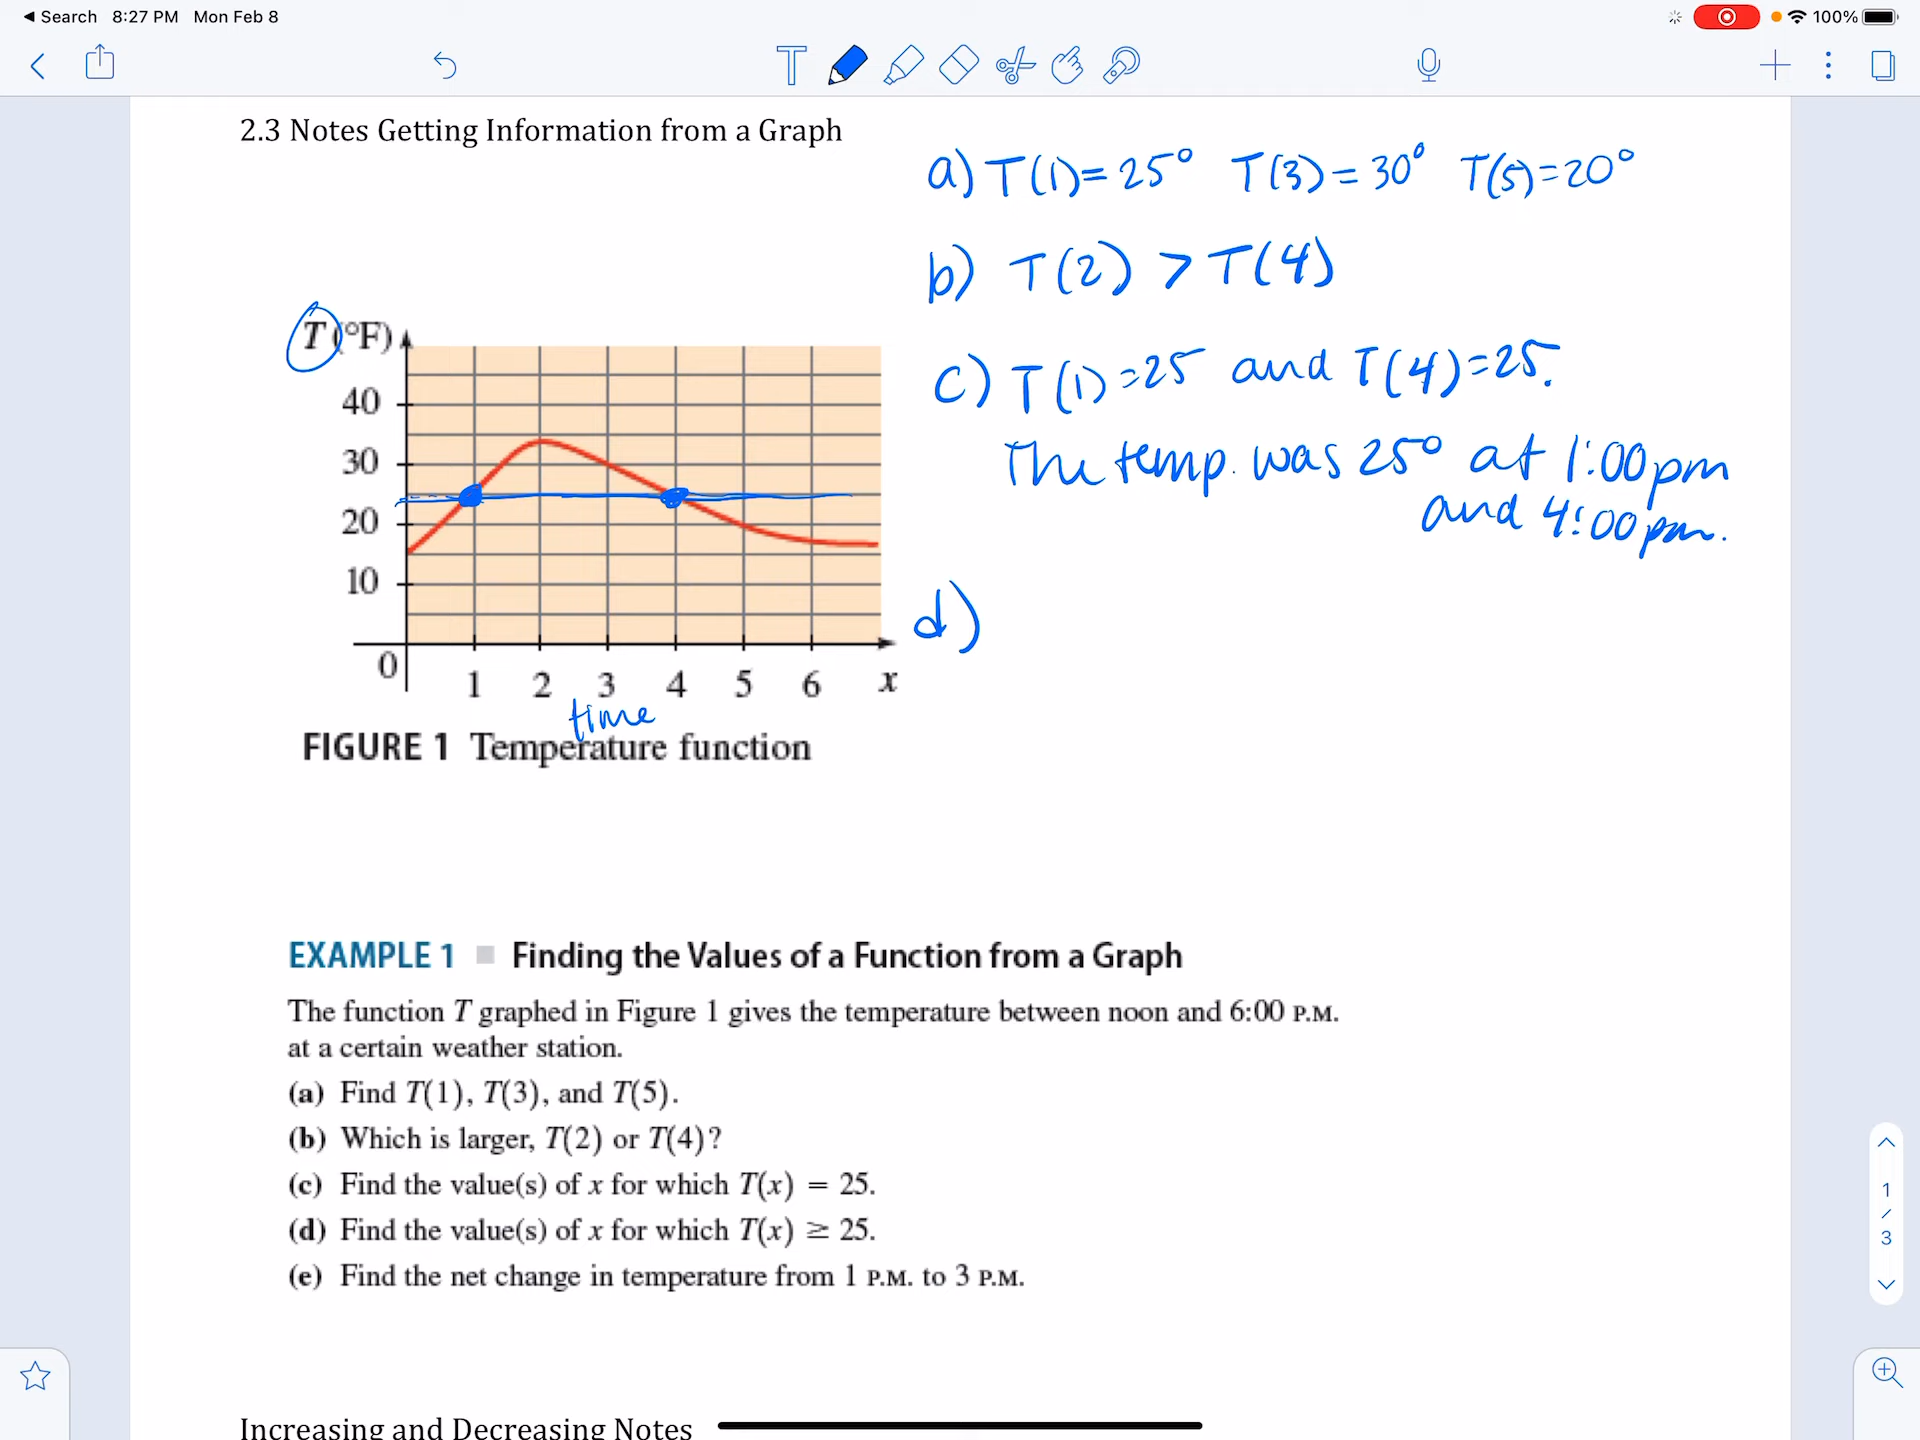 Search 8:27 PM Mon Feb 8
100%
2.3 Notes Getting Information from a Graph
a) T(1)= 25° T(3)= 30° T(5)=20°
b) T(2) > T(4)
c) T(1)=25 and T(4)=25.
The temp. was 25° at 1:00pm
and 4:00pm.
d)
T (°F)
40
30
20
10
0
1 2 3 4 5 6 x
time
FIGURE 1 Temperature function
EXAMPLE 1 Finding the Values of a Function from a Graph
The function T graphed in Figure 1 gives the temperature between noon and 6:00 P.M.
at a certain weather station.
(a) Find T(1), T(3), and T(5).
(b) Which is larger, T(2) or T(4)?
(c) Find the value(s) of x for which T(x) = 25.
(d) Find the value(s) of x for which T(x) ≥ 25.
(e) Find the net change in temperature from 1 P.M. to 3 P.M.
1
/
3
Increasing and Decreasing Notes